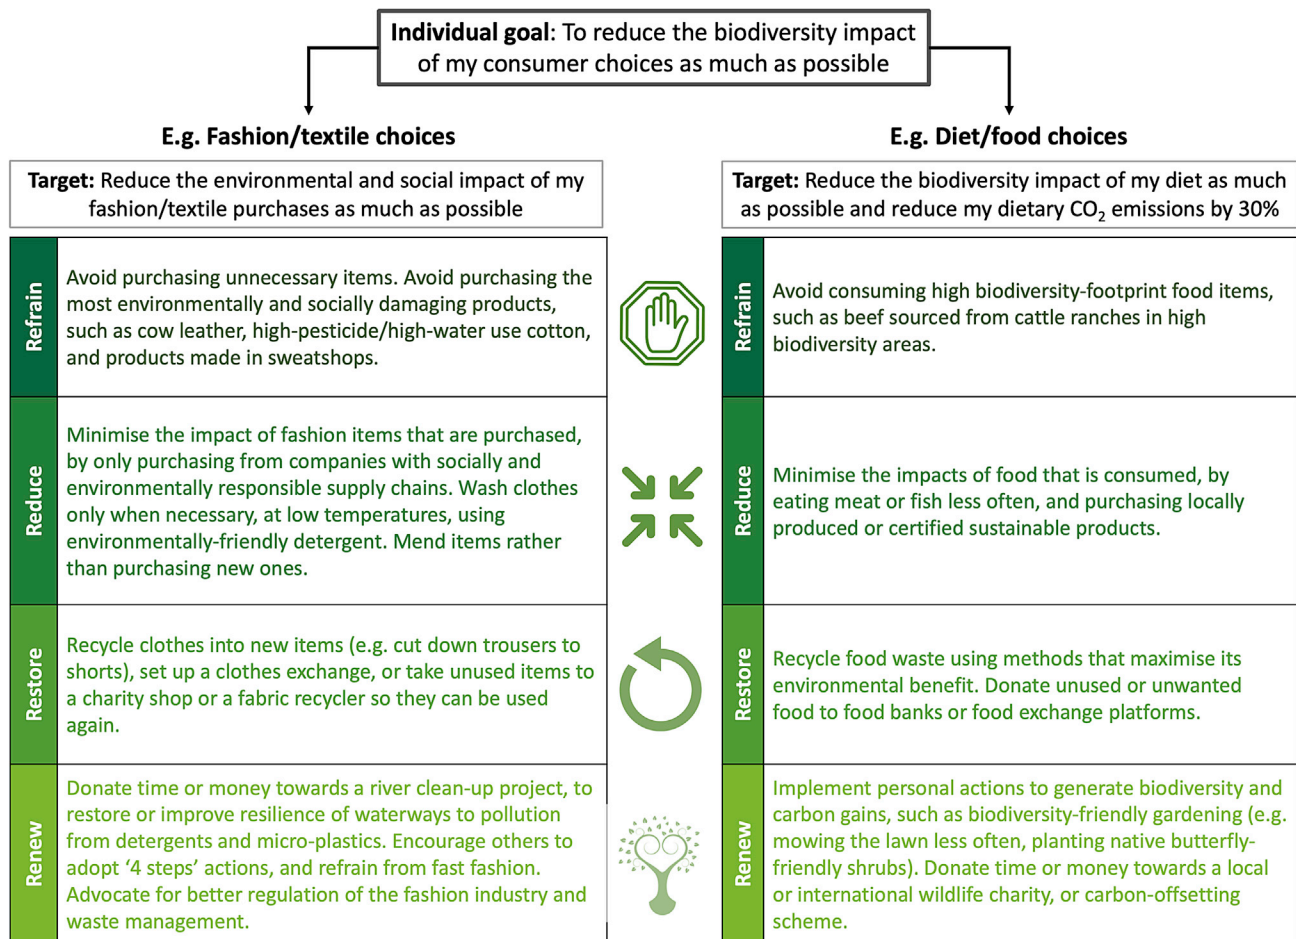 Individual goal: To reduce the biodiversity impact
of my consumer choices as much as possible
E.g. Fashion/textile choices
Target: Reduce the environmental and social impact of my
fashion/textile purchases as much as possible
Refrain
Avoid purchasing unnecessary items. Avoid purchasing the
most environmentally and socially damaging products,
such as cow leather, high-pesticide/high-water use cotton,
and products made in sweatshops.
Reduce
Minimise the impact of fashion items that are purchased,
by only purchasing from companies with socially and
environmentally responsible supply chains. Wash clothes
only when necessary, at low temperatures, using
environmentally-friendly detergent. Mend items rather
than purchasing new ones.
Restore
Recycle clothes into new items (e.g. cut down trousers to
shorts), set up a clothes exchange, or take unused items to
a charity shop or a fabric recycler so they can be used
again.
Renew
Donate time or money towards a river clean-up project, to
restore or improve resilience of waterways to pollution
from detergents and micro-plastics. Encourage others to
adopt ‘4 steps’ actions, and refrain from fast fashion.
Advocate for better regulation of the fashion industry and
waste management.
E.g. Diet/food choices
Target: Reduce the biodiversity impact of my diet as much
as possible and reduce my dietary CO₂ emissions by 30%
Refrain
Avoid consuming high biodiversity-footprint food items,
such as beef sourced from cattle ranches in high
biodiversity areas.
Reduce
Minimise the impacts of food that is consumed, by
eating meat or fish less often, and purchasing locally
produced or certified sustainable products.
Restore
Recycle food waste using methods that maximise its
environmental benefit. Donate unused or unwanted
food to food banks or food exchange platforms.
Renew
Implement personal actions to generate biodiversity and
carbon gains, such as biodiversity-friendly gardening (e.g.
mowing the lawn less often, planting native butterfly-
friendly shrubs). Donate time or money towards a local
or international wildlife charity, or carbon-offsetting
scheme.